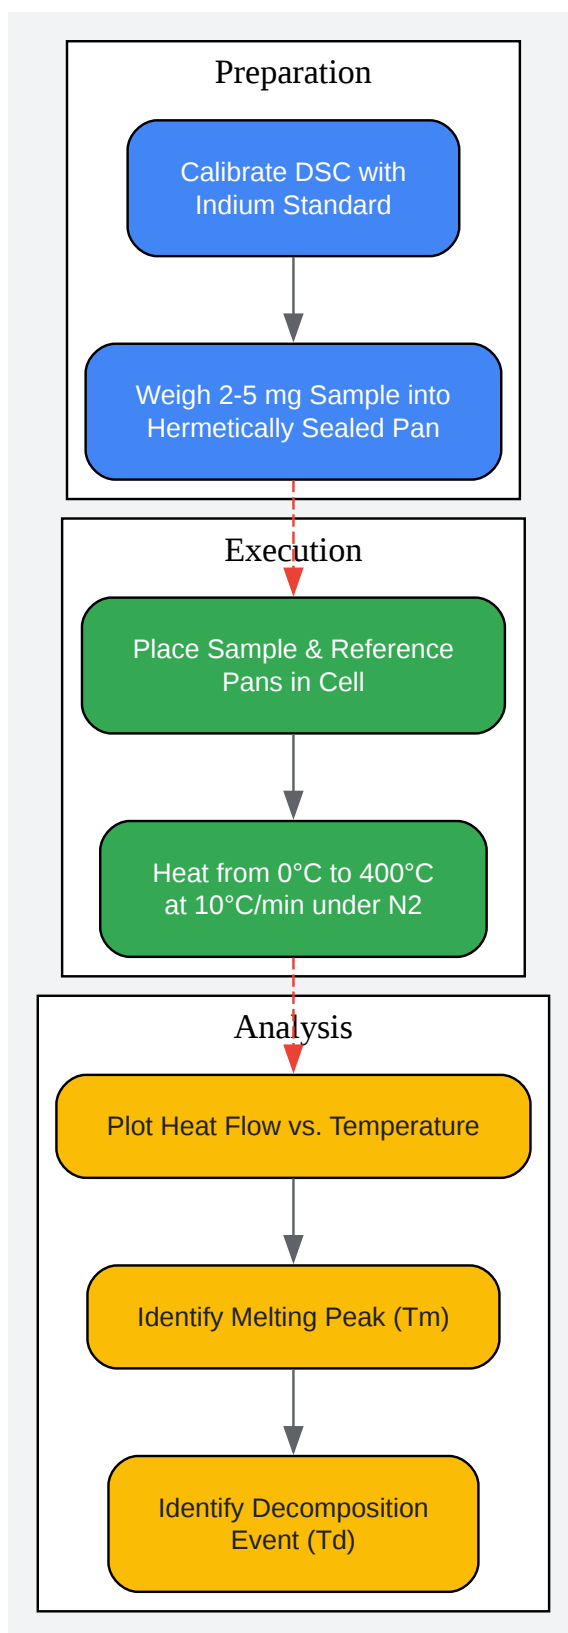 Preparation
Calibrate DSC with
Indium Standard
Weigh 2-5 mg Sample into
Hermetically Sealed Pan
Execution
Place Sample & Reference
Pans in Cell
Heat from 0°C to 400°C
at 10°C/min under N2
Analysis
Plot Heat Flow vs. Temperature
Identify Melting Peak (Tm)
Identify Decomposition
Event (Td)